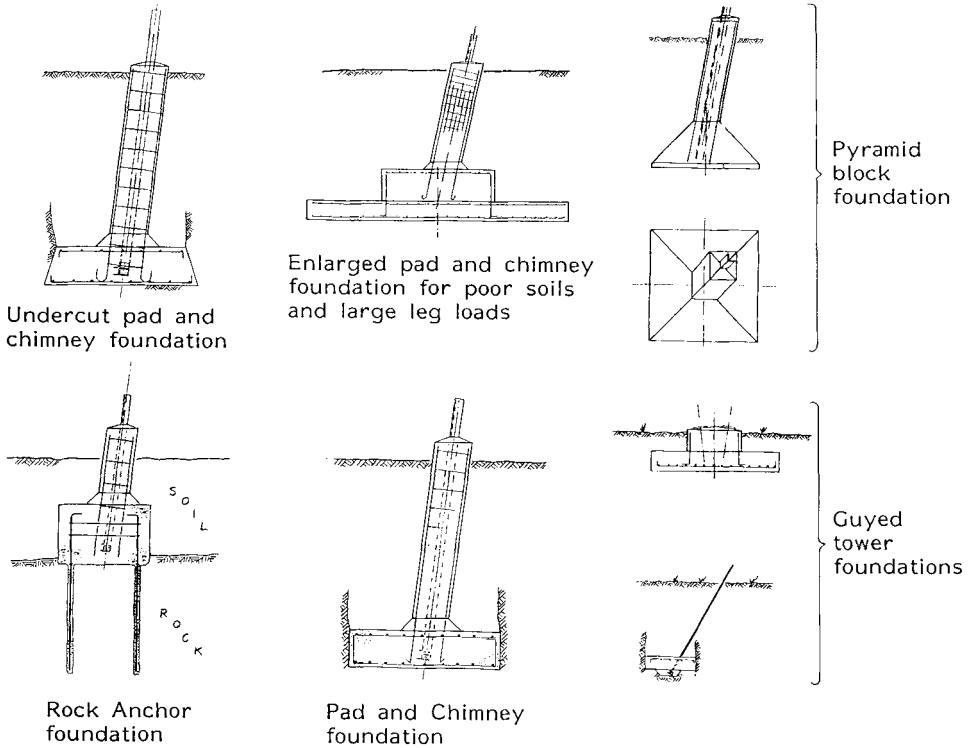 Undercut pad and
chimney foundation
Enlarged pad and chimney
foundation for poor soils
and large leg loads
Pyramid
block
foundation
SOIL
ROCK
Rock Anchor
foundation
Pad and Chimney
foundation
Guyed
tower
foundations